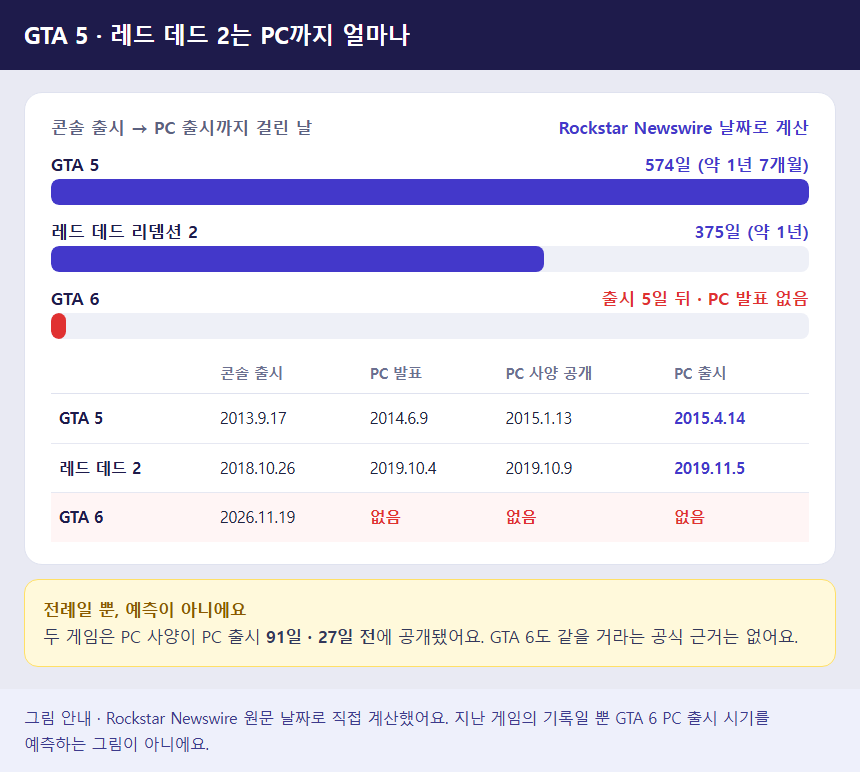 GTA 5 · 레드 데드 2는 PC까지 얼마나
콘솔 출시 → PC 출시까지 걸린 날
Rockstar Newswire 날짜로 계산
GTA 5
574일 (약 1년 7개월)
레드 데드 리뎀션 2
375일 (약 1년)
GTA 6
출시 5일 뒤 · PC 발표 없음
콘솔 출시 PC 발표 PC 사양 공개 PC 출시
GTA 5 2013.9.17 2014.6.9 2015.1.13 2015.4.14
레드 데드 2 2018.10.26 2019.10.4 2019.10.9 2019.11.5
GTA 6 2026.11.19 없음 없음 없음
전례일 뿐, 예측이 아니에요
두 게임은 PC 사양이 PC 출시 91일 · 27일 전에 공개됐어요. GTA 6도 같을 거라는 공식 근거는 없어요.
그림 안내 · Rockstar Newswire 원문 날짜로 직접 계산했어요. 지난 게임의 기록일 뿐 GTA 6 PC 출시 시기를
예측하는 그림이 아니에요.